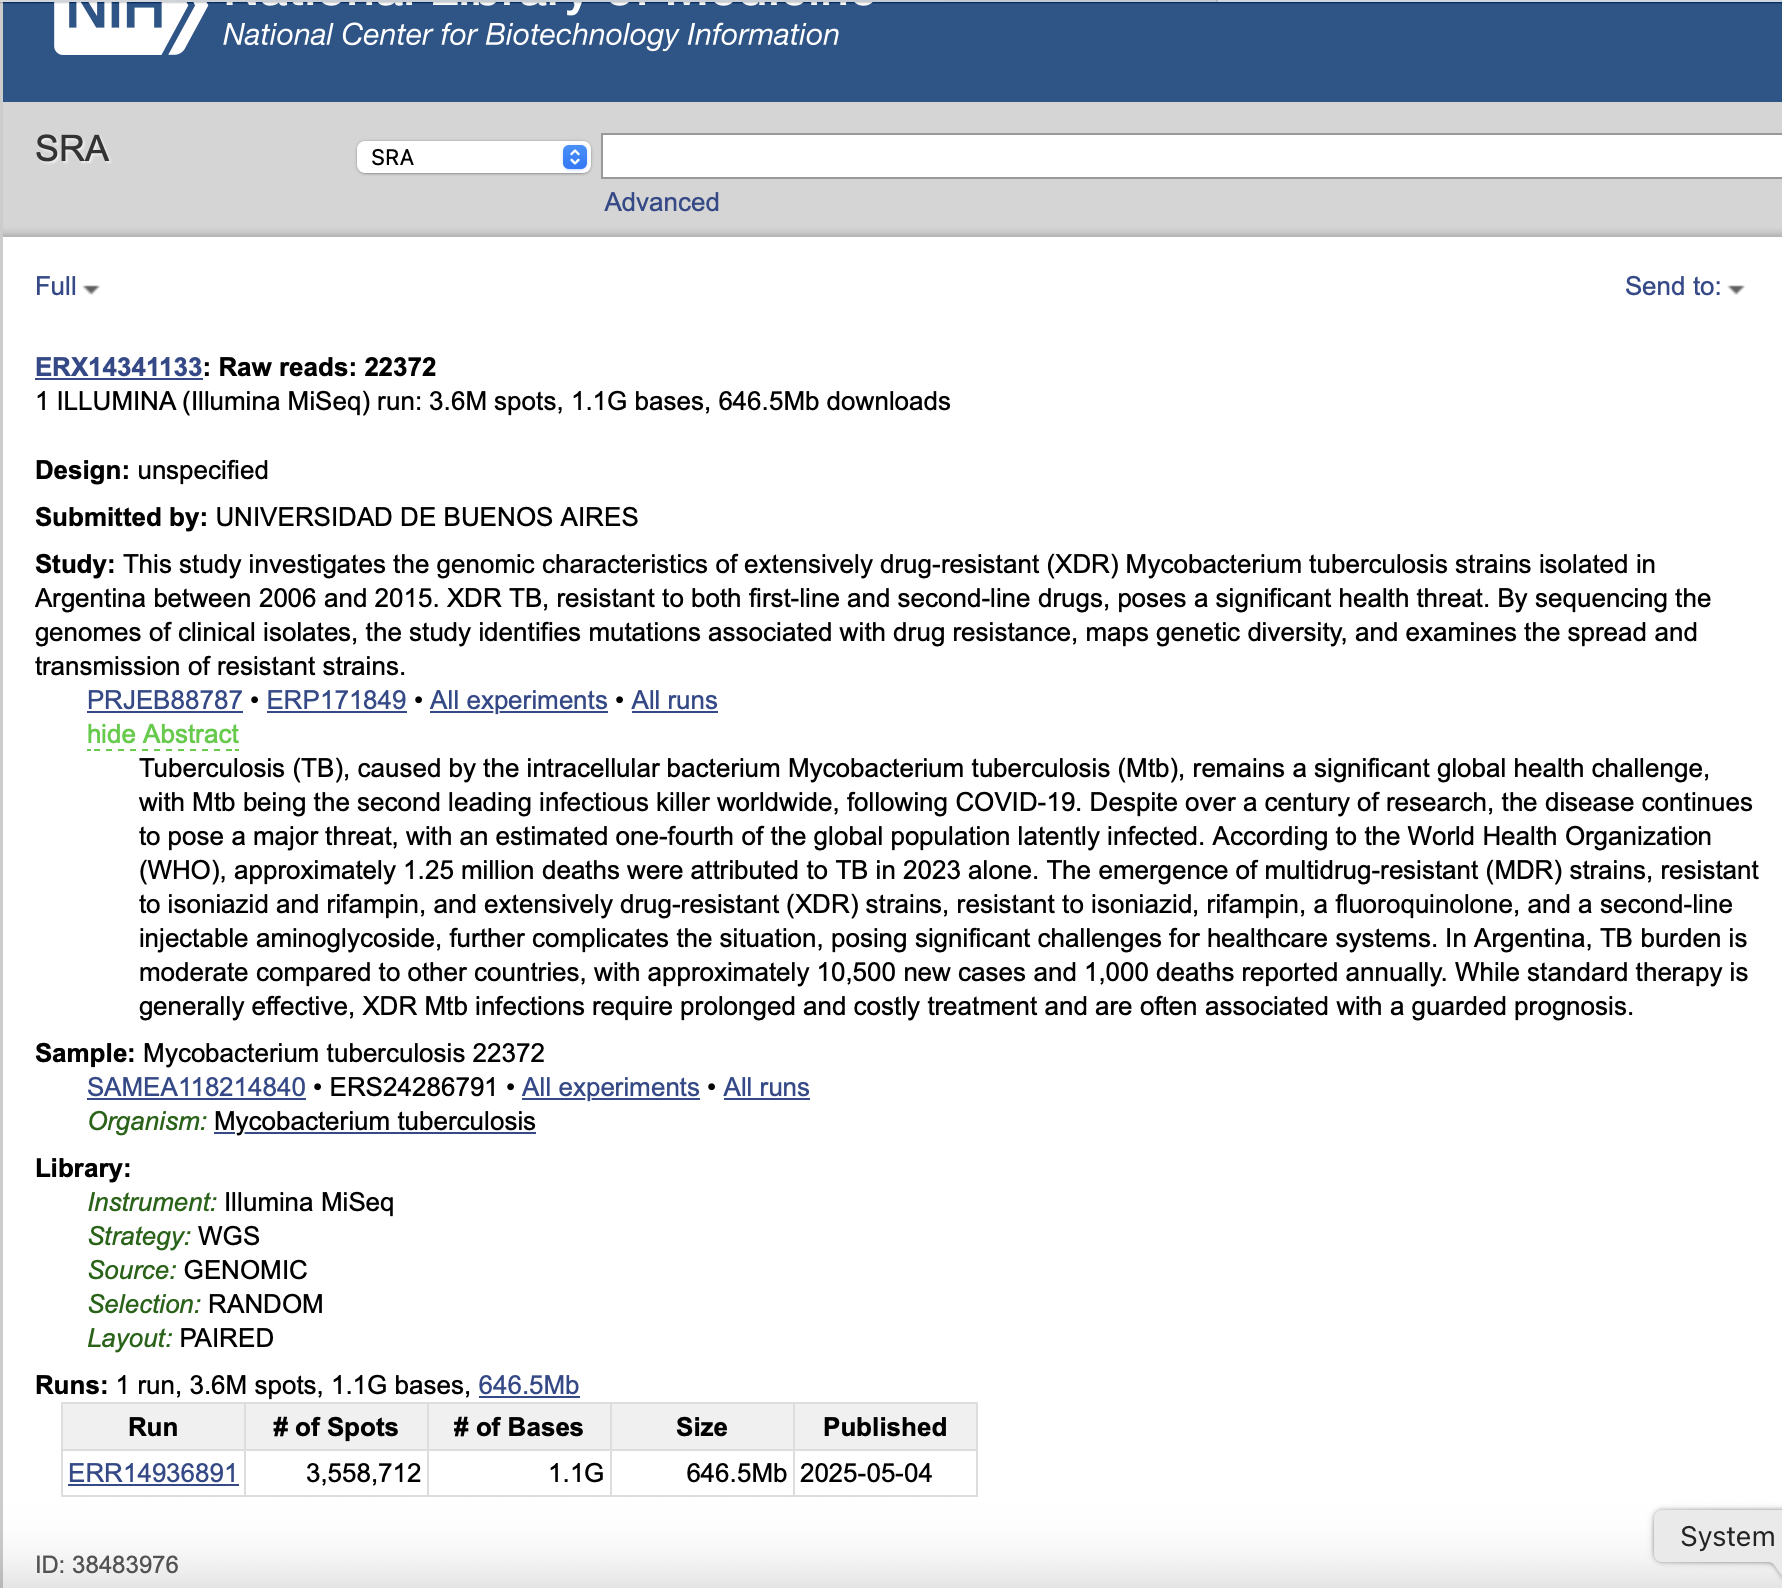 NIH National Library of Medicine
National Center for Biotechnology Information
SRA
SRA
Advanced
Full
Send to:
ERX14341133: Raw reads: 22372
1 ILLUMINA (Illumina MiSeq) run: 3.6M spots, 1.1G bases, 646.5Mb downloads
Design: unspecified
Submitted by: UNIVERSIDAD DE BUENOS AIRES
Study: This study investigates the genomic characteristics of extensively drug-resistant (XDR) Mycobacterium tuberculosis strains isolated in
Argentina between 2006 and 2015. XDR TB, resistant to both first-line and second-line drugs, poses a significant health threat. By sequencing the
genomes of clinical isolates, the study identifies mutations associated with drug resistance, maps genetic diversity, and examines the spread and
transmission of resistant strains.
PRJEB88787 • ERP171849 • All experiments • All runs
hide Abstract
Tuberculosis (TB), caused by the intracellular bacterium Mycobacterium tuberculosis (Mtb), remains a significant global health challenge,
with Mtb being the second leading infectious killer worldwide, following COVID-19. Despite over a century of research, the disease continues
to pose a major threat, with an estimated one-fourth of the global population latently infected. According to the World Health Organization
(WHO), approximately 1.25 million deaths were attributed to TB in 2023 alone. The emergence of multidrug-resistant (MDR) strains, resistant
to isoniazid and rifampin, and extensively drug-resistant (XDR) strains, resistant to isoniazid, rifampin, a fluoroquinolone, and a second-line
injectable aminoglycoside, further complicates the situation, posing significant challenges for healthcare systems. In Argentina, TB burden is
moderate compared to other countries, with approximately 10,500 new cases and 1,000 deaths reported annually. While standard therapy is
generally effective, XDR Mtb infections require prolonged and costly treatment and are often associated with a guarded prognosis.
Sample: Mycobacterium tuberculosis 22372
SAMEA118214840 • ERS24286791 • All experiments • All runs
Organism: Mycobacterium tuberculosis
Library:
Instrument: Illumina MiSeq
Strategy: WGS
Source: GENOMIC
Selection: RANDOM
Layout: PAIRED
Runs: 1 run, 3.6M spots, 1.1G bases, 646.5Mb
Run # of Spots # of Bases Size Published
ERR14936891 3,558,712 1.1G 646.5Mb 2025-05-04
System
ID: 38483976